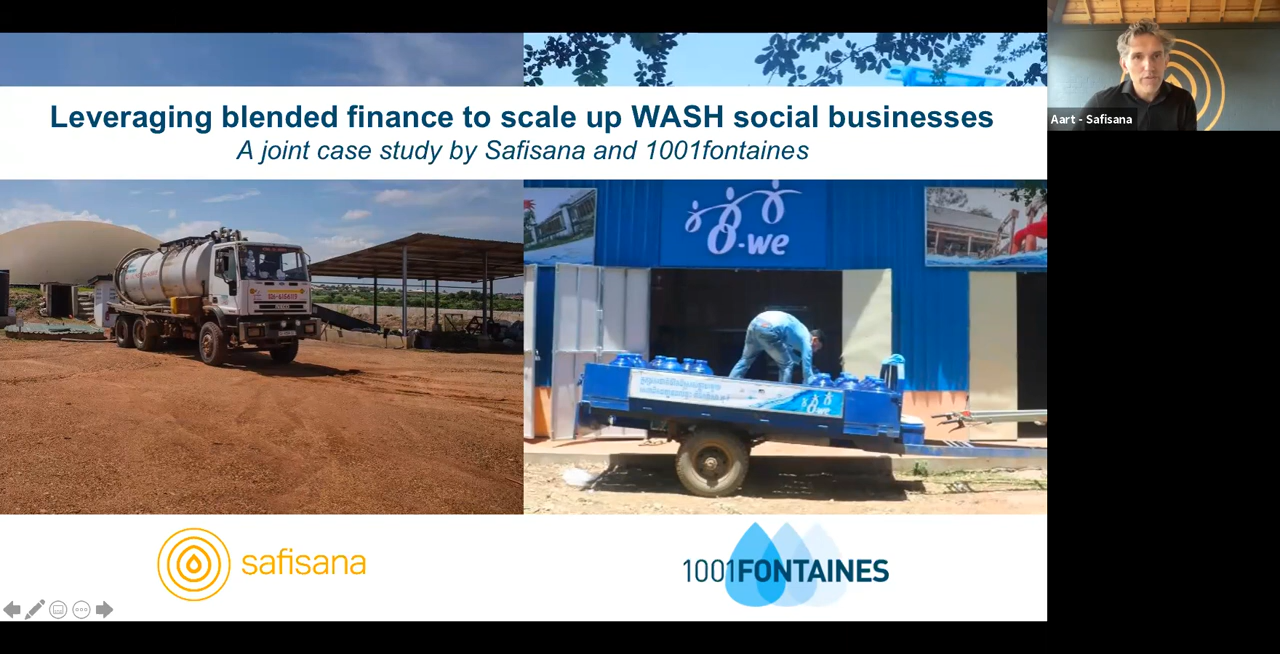 Leveraging blended finance to scale up WASH social businesses
A joint case study by Safisana and 1001fontaines
Aart - Safisana
O-we
O-we
safisana
1001FONTAINES